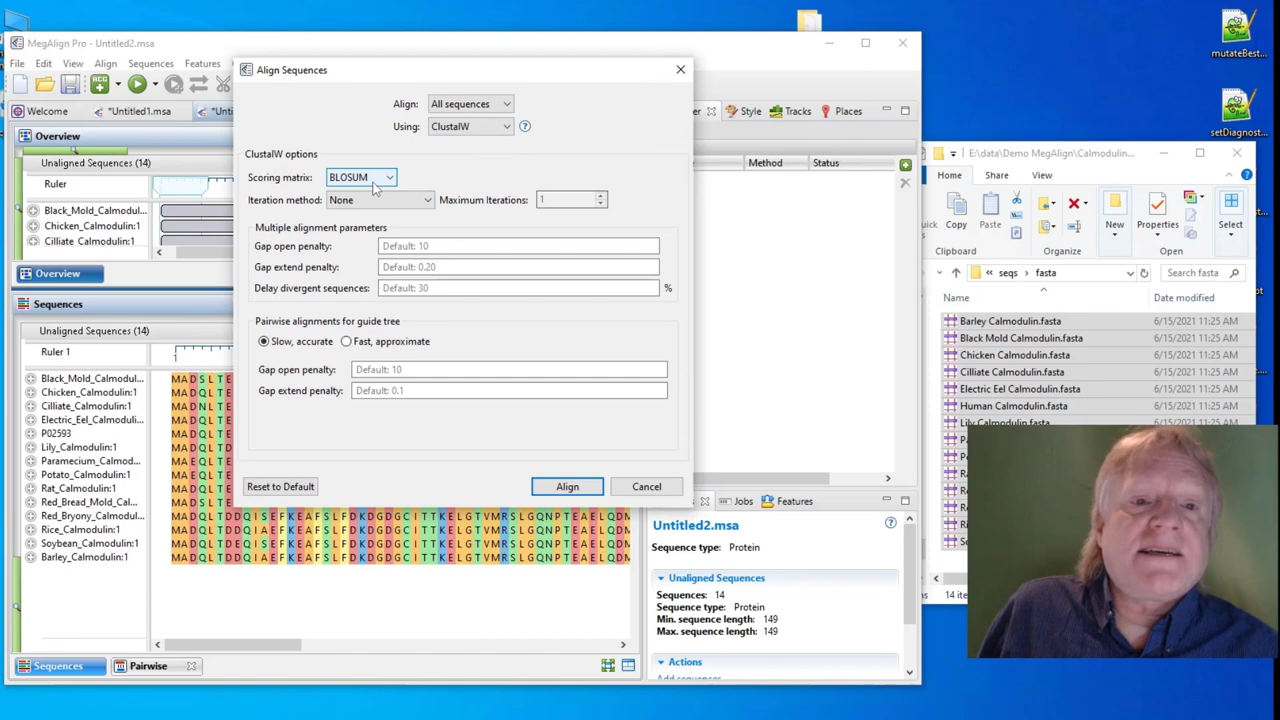 MegAlign Pro - Untitled2.msa
File Edit View Align Sequences Features
Welcome
*Untitled1.msa
Overview
Unaligned Sequences (14)
Ruler
Black_Mold_Calmodul...
Chicken_Calmodulin:1
Cilliate_Calmodulin:1
Overview
Sequences
Unaligned Sequences (14)
Ruler 1
1
Black_Mold_Calmodul... M A D S L T E
Chicken_Calmodulin:1 M A D Q L T E
Cilliate_Calmodulin:1 M A D N L T E
Electric_Eel_Calmodul... M A D Q L T E
P02593
Lily_Calmodulin:1
Paramecium_Calmod...
Potato_Calmodulin:1
Rat_Calmodulin:1
Red_Bread_Mold_Calm...
Red_Bryony_Calmodul... M A D Q L T D D Q I S E F K E A F S L F D K D G D G C I T T K E L G T V M R S L G Q N P T E A E L Q D M
Rice_Calmodulin:1 M A D Q L T D D Q I A E F K E A F S L F D K D G D G C I T T K E L G T V M R S L G Q N P T E A E L Q D M
Soybean_Calmodulin:1 M A D Q L T D D Q I A E F K E A F S L F D K D G D G C I T T K E L G T V M R S L G Q N P T E A E L Q D M
Barley_Calmodulin:1 M A D Q L T D D Q I A E F K E A F S L F D K D G D G C I T T K E L G T V M R S L G Q N P T E A E L Q D M
Sequences
Pairwise
Align Sequences
Align: All sequences
Using: ClustalW
ClustalW options
Scoring matrix: BLOSUM
Iteration method: None Maximum Iterations: 1
Multiple alignment parameters
Gap open penalty: Default: 10
Gap extend penalty: Default: 0.20
Delay divergent sequences: Default: 30 %
Pairwise alignments for guide tree
Slow, accurate Fast, approximate
Gap open penalty: Default: 10
Gap extend penalty: Default: 0.1
Reset to Default Align Cancel
Style Tracks Places
Method Status
Jobs Features
Untitled2.msa
Sequence type: Protein
Unaligned Sequences
Sequences: 14
Sequence type: Protein
Min. sequence length: 149
Max. sequence length: 149
Actions
Add sequences
mutateBest...
setDiagnost...
E:\data\Demo MegAlign\Calmodulin...
Home Share View
Copy Paste New Properties Select
Clipboard Organize Open
seqs fasta Search fasta
Name Date modified
Barley Calmodulin.fasta 6/15/2021 11:25 AM
Black Mold Calmodulin.fasta 6/15/2021 11:25 AM
Chicken Calmodulin.fasta 6/15/2021 11:25 AM
Cilliate Calmodulin.fasta 6/15/2021 11:25 AM
Electric Eel Calmodulin.fasta 6/15/2021 11:25 AM
Human Calmodulin.fasta 6/15/2021 11:25 AM
Lily Calmodulin.fasta
14